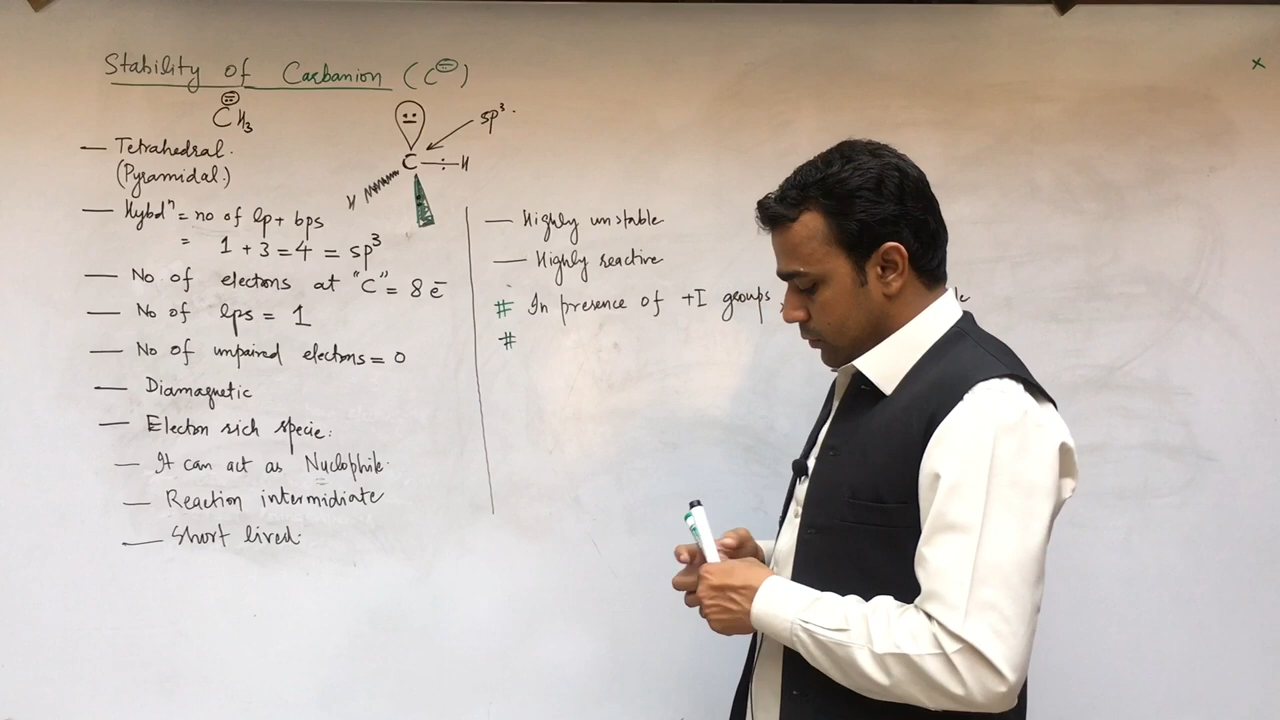 Stability of Carbanion (C⊖)
C̈⊖H₃
sp³.
— Tetrahedral.
(Pyramidal.)
C — H
H
— Hybdⁿ = no of lp + bps
= 1 + 3 = 4 = sp³
— No of electrons at "C" = 8 e⁻
— No of lps = 1
— No of unpaired electrons = 0
— Diamagnetic
— Electron rich specie.
— It can act as Nuclophile.
— Reaction intermidiate
— Short lived.
— Highly unstable
— Highly reactive
# In presence of +I groups
#
x